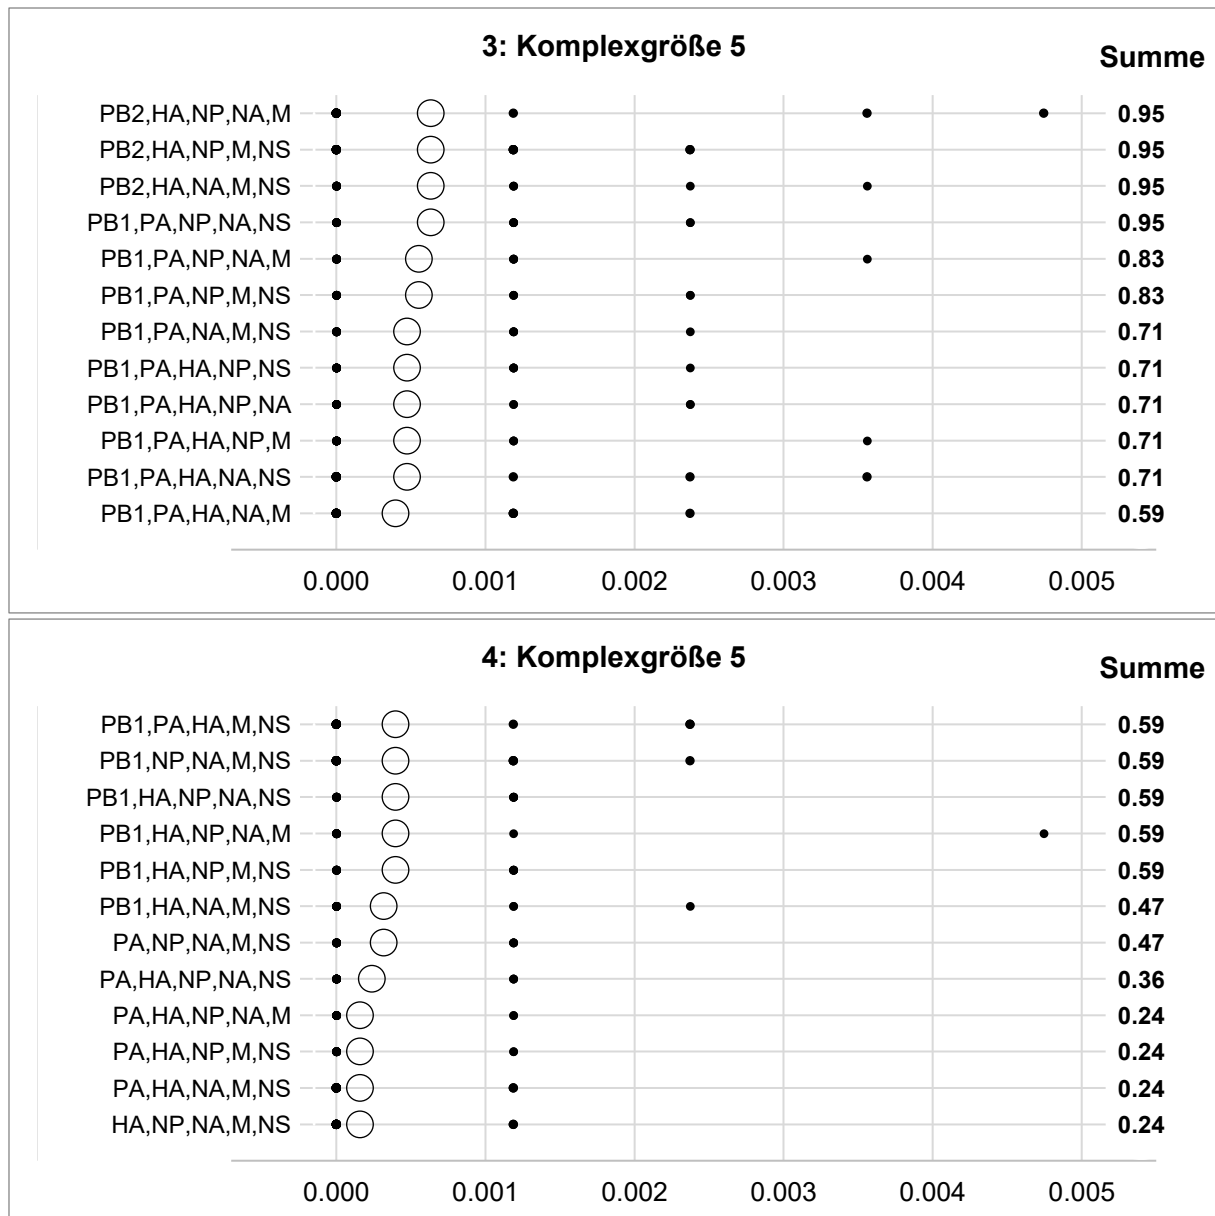 3: Komplexgröße 5
Summe
PB2,HA,NP,NA,M 0.95
PB2,HA,NP,M,NS 0.95
PB2,HA,NA,M,NS 0.95
PB1,PA,NP,NA,NS 0.95
PB1,PA,NP,NA,M 0.83
PB1,PA,NP,M,NS 0.83
PB1,PA,NA,M,NS 0.71
PB1,PA,HA,NP,NS 0.71
PB1,PA,HA,NP,NA 0.71
PB1,PA,HA,NP,M 0.71
PB1,PA,HA,NA,NS 0.71
PB1,PA,HA,NA,M 0.59
0.000 0.001 0.002 0.003 0.004 0.005
4: Komplexgröße 5
Summe
PB1,PA,HA,M,NS 0.59
PB1,NP,NA,M,NS 0.59
PB1,HA,NP,NA,NS 0.59
PB1,HA,NP,NA,M 0.59
PB1,HA,NP,M,NS 0.59
PB1,HA,NA,M,NS 0.47
PA,NP,NA,M,NS 0.47
PA,HA,NP,NA,NS 0.36
PA,HA,NP,NA,M 0.24
PA,HA,NP,M,NS 0.24
PA,HA,NA,M,NS 0.24
HA,NP,NA,M,NS 0.24
0.000 0.001 0.002 0.003 0.004 0.005